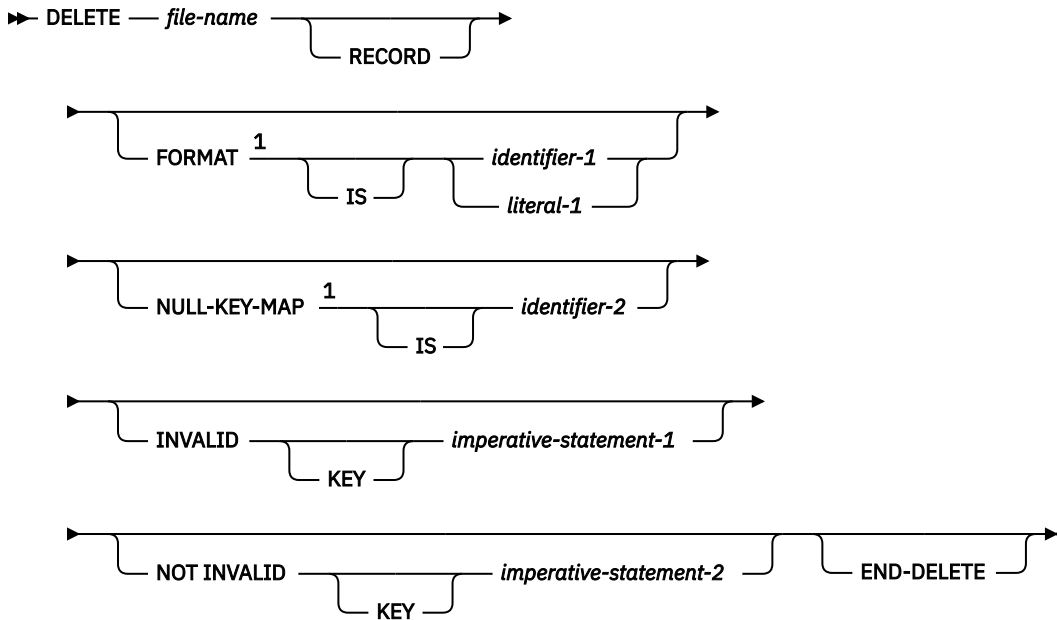 DELETE file-name
RECORD
FORMAT 1 identifier-1
IS literal-1
NULL-KEY-MAP 1 identifier-2
IS
INVALID imperative-statement-1
KEY
NOT INVALID imperative-statement-2 END-DELETE
KEY